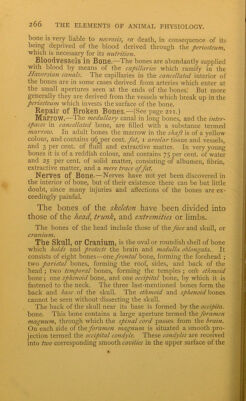 266 THE ELEMENTS OF ANIMAL PHYSIOLOGY.
bone is very liable to necrosis, or death, in consequence of its
being deprived of the blood derived through the periosteum,
which is necessary for its nutrition.
Bloodvessels in Bone.—The bones are abundantly supplied
with blood by means of the capillaries which ramify in the
Haversian canals. The capillaries in the cancellated interior of
the bones are in some cases derived from arteries which enter at
the small apertures seen at the ends of the bones. But more
generally they are derived from the vessels which break up in the
periosteum which invests the surface of the bone.
Repair of Broken Bones.—(See page 211.)
Marrow.—The medullary canal in long bones, and the inter-
spaces in cancellated bone, are filled with a substance termed
marrow. In adult bones the marrow in the shaft is of a yellow
colour, and contains 96 per cent. fat, 1 areolar tissue and vessels,
and 3 per cent. of fluid and extractive matter. In very young
bones it is of a reddish colour, and contains 75 per cent. of water
and 25 per cent. of solid matter, consisting of albumen, fibrin,
extractive matter, and a mere trace of fat.
Nerves of Bone.—Nerves have not yet been discovered in
the interior of bone, but of their existence there can be but little
doubt, since many injuries and affections of the bones are ex-
ceedingly painful.
The bones of the skeleton have been divided into
those of the head, trunk, and extremities or limbs.
The bones of the head include those of the face and skull, or
cranium.
The Skull, or Cranium, is the oval or roundish shell of bone
which holds and protects the brain and medulla oblongata. It
consists of eight bones—one frontal bone, forming the forehead;
two parietal bones, forming the roof, sides, and back of the
head; two temporal bones, forming the temples; one ethmoid
bone; one sphenoid bone, and one occipital bone, by which it is
fastened to the neck. The three last-mentioned bones form the
back and base of the skull. The ethmoid and sphenoid bones
cannot be seen without dissecting the skull.
The back of the skull near its base is formed by the occipital
bone. This bone contains a large aperture termed the foramen
magnum, through which the spinal cord passes from the brain.
On each side of the foramen magnum is situated a smooth pro-
jection termed the occipital condyle. These condyles are received
into two corresponding smooth cavities in the upper surface of the